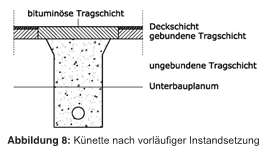 bituminöse Tragschicht
Deckschicht
gebundene Tragschicht
ungebundene Tragschicht
Unterbauplanum
Abbildung 8: Künette nach vorläufiger Instandsetzung